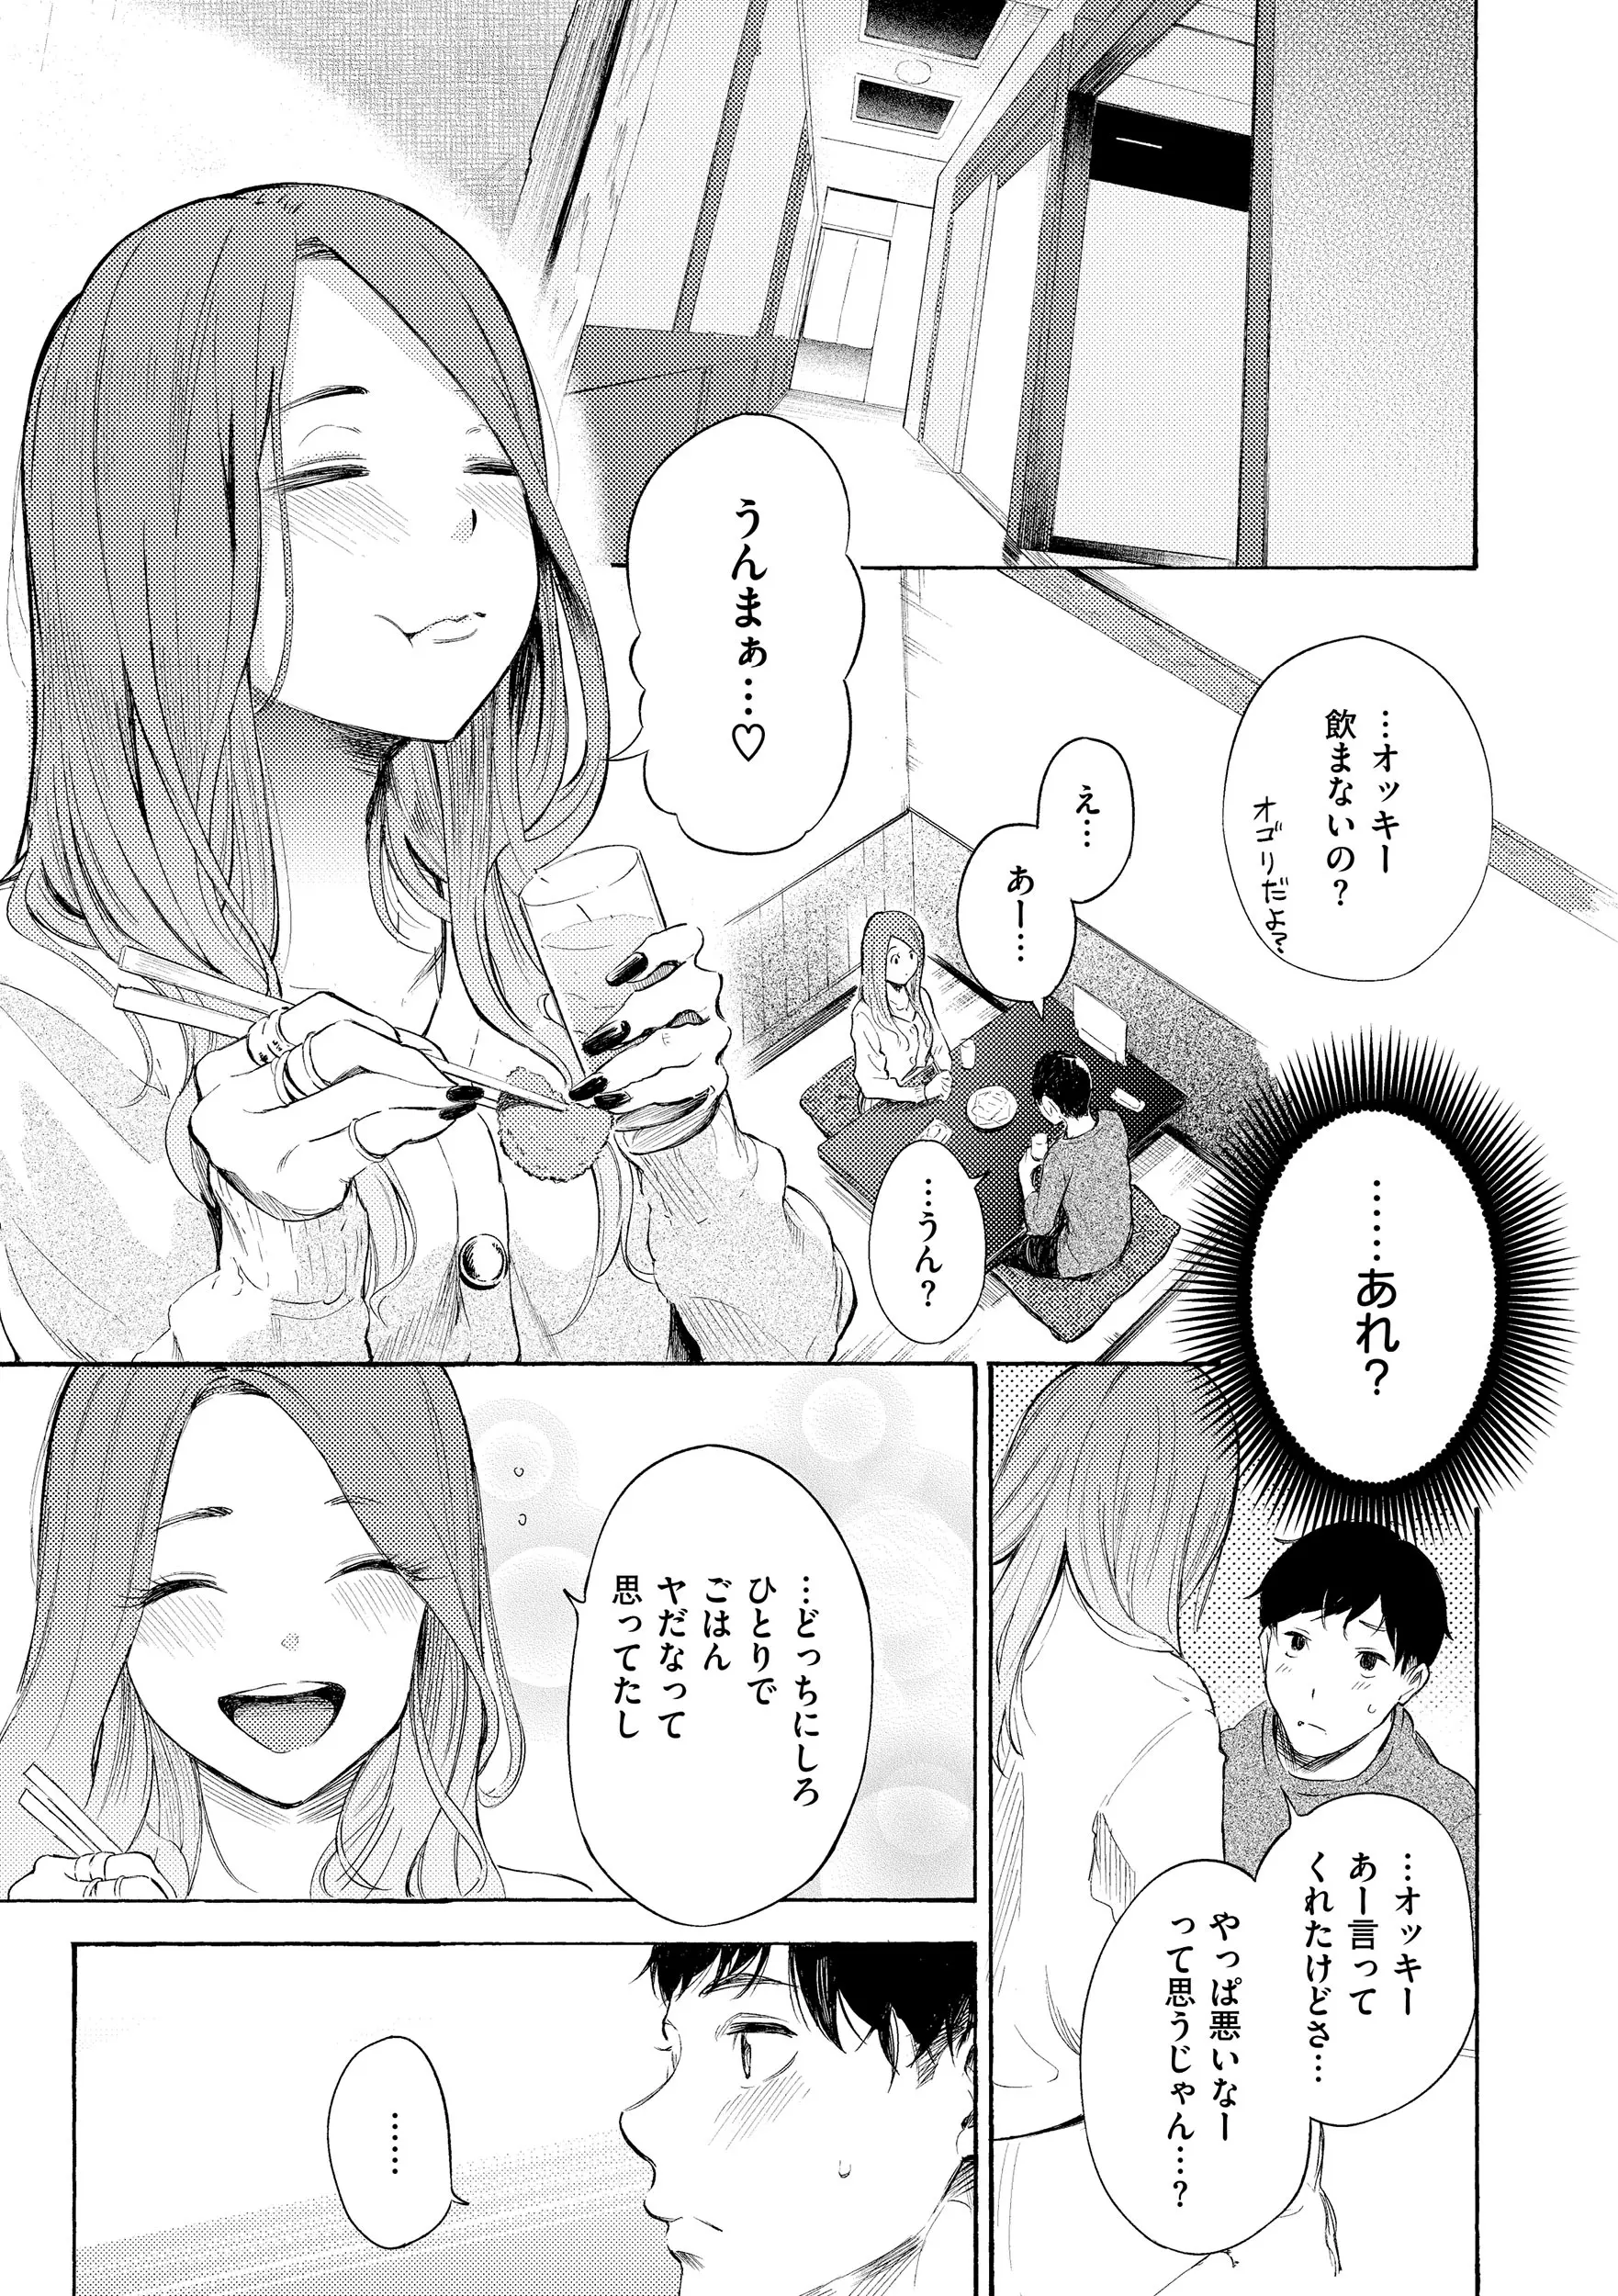 うんまぁ…♡
…オッキー
飲まないの？
オゴリだよ？
え…
あー…
…うん？
……あれ？
…オッキー
あー言って
くれたけどさ…
やっぱ悪いなー
って思うじゃん…？
…どっちにしろ
ひとりで
ごはん
ヤだなって
思ってたし
……